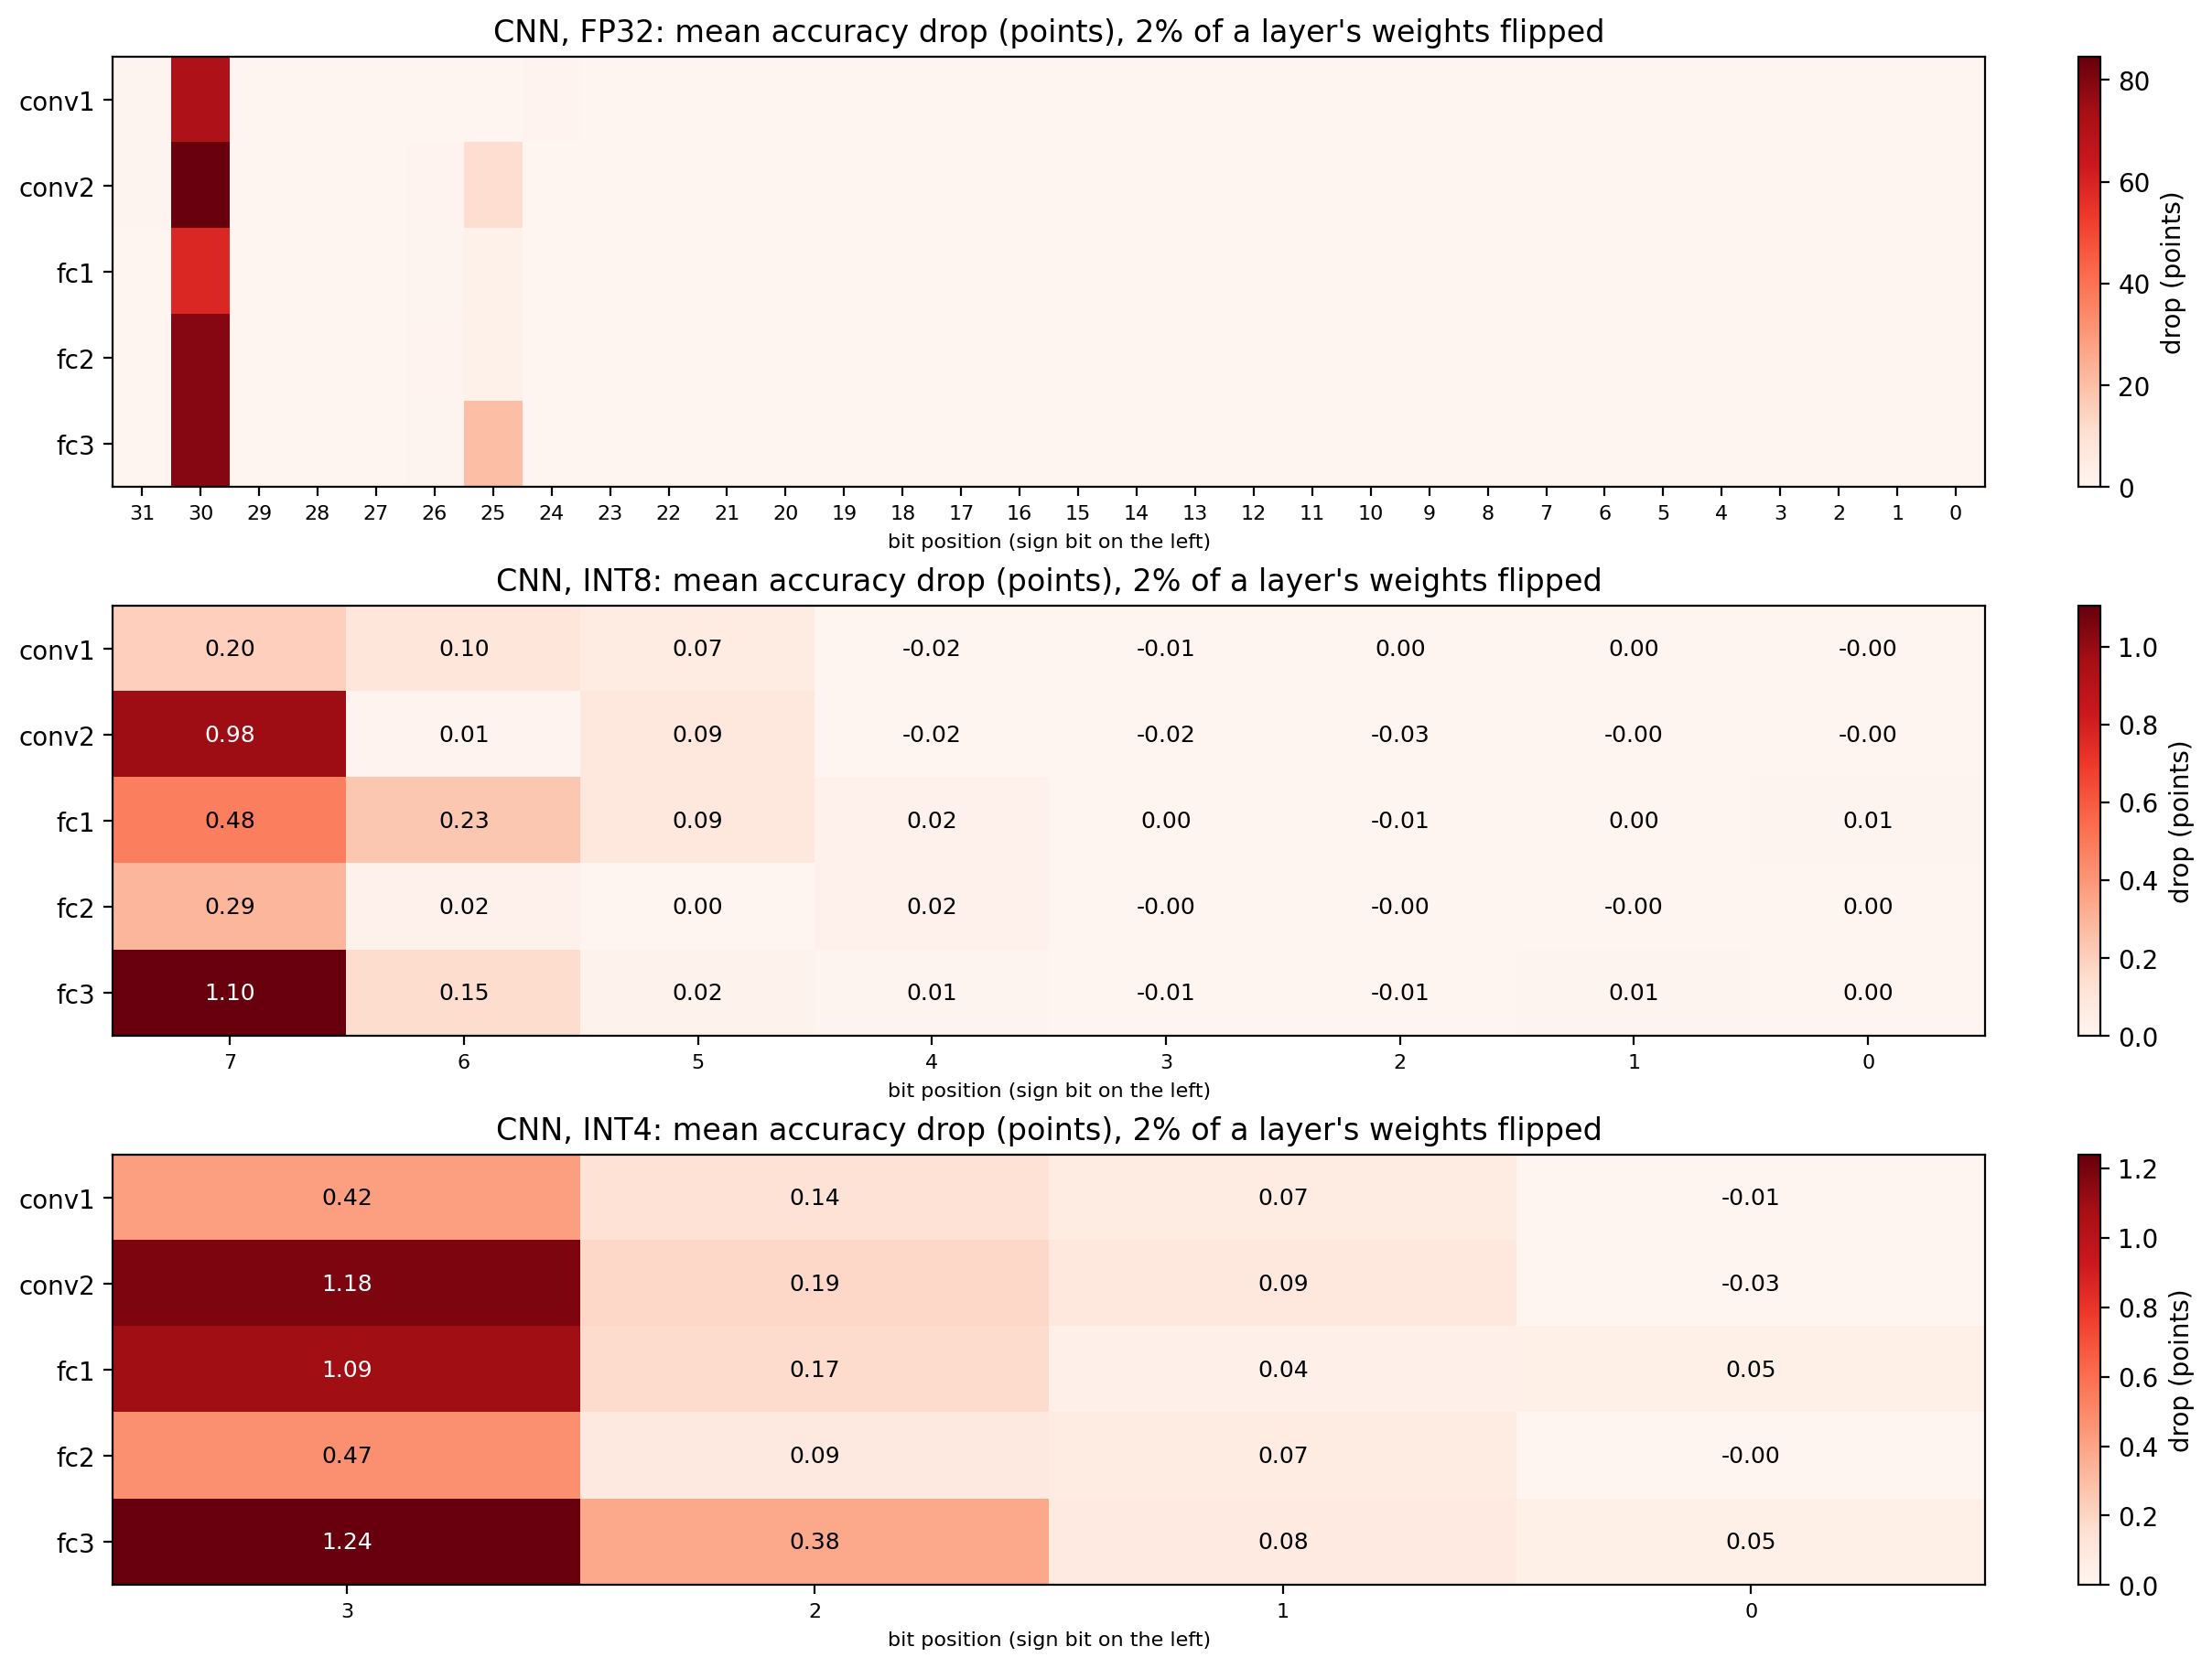 CNN, FP32: mean accuracy drop (points), 2% of a layer's weights flipped
conv1
conv2
fc1
fc2
fc3
31 30 29 28 27 26 25 24 23 22 21 20 19 18 17 16 15 14 13 12 11 10 9 8 7 6 5 4 3 2 1 0
bit position (sign bit on the left)
80
60
40
20
0
drop (points)
CNN, INT8: mean accuracy drop (points), 2% of a layer's weights flipped
conv1 0.20 0.10 0.07 -0.02 -0.01 0.00 0.00 -0.00
conv2 0.98 0.01 0.09 -0.02 -0.02 -0.03 -0.00 -0.00
fc1 0.48 0.23 0.09 0.02 0.00 -0.01 0.00 0.01
fc2 0.29 0.02 0.00 0.02 -0.00 -0.00 -0.00 0.00
fc3 1.10 0.15 0.02 0.01 -0.01 -0.01 0.01 0.00
7 6 5 4 3 2 1 0
bit position (sign bit on the left)
1.0
0.8
0.6
0.4
0.2
0.0
drop (points)
CNN, INT4: mean accuracy drop (points), 2% of a layer's weights flipped
conv1 0.42 0.14 0.07 -0.01
conv2 1.18 0.19 0.09 -0.03
fc1 1.09 0.17 0.04 0.05
fc2 0.47 0.09 0.07 -0.00
fc3 1.24 0.38 0.08 0.05
3 2 1 0
bit position (sign bit on the left)
1.2
1.0
0.8
0.6
0.4
0.2
0.0
drop (points)